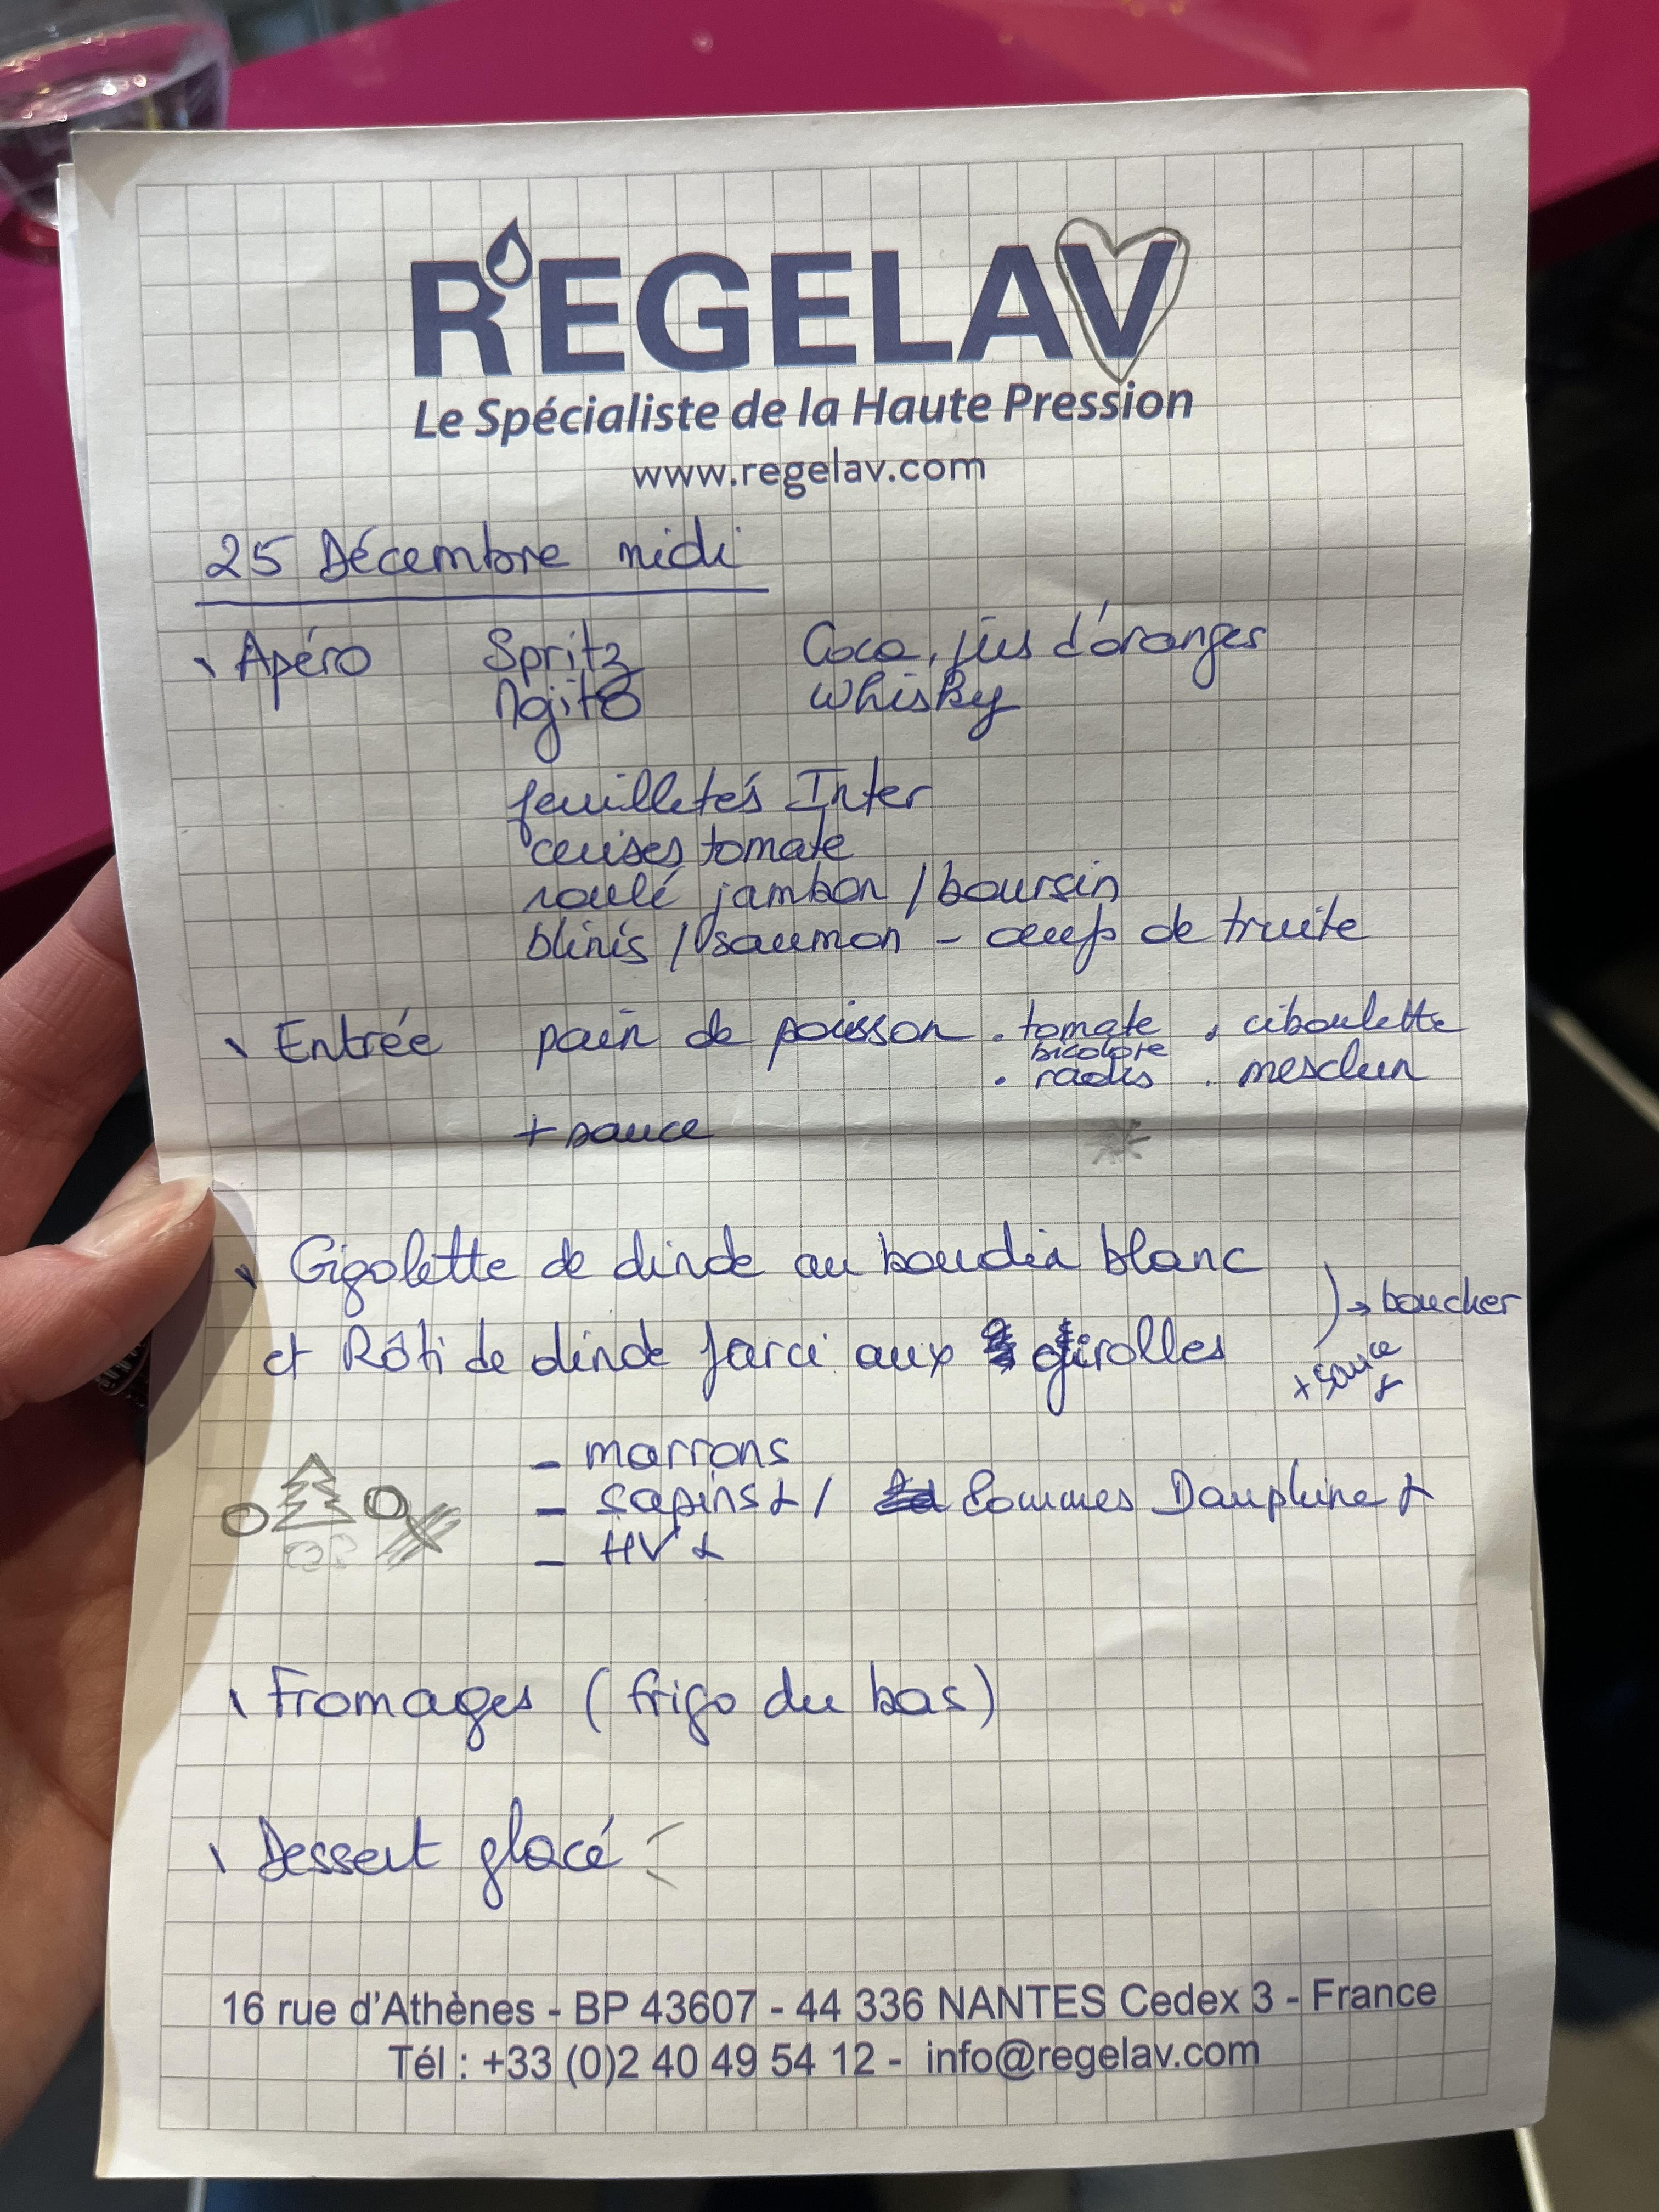 REGELAV
Le Spécialiste de la Haute Pression
www.regelav.com
25 Décembre midi
Apéro Spritz Coca, jus d'oranges
Mojito Whisky
feuilletés Inter
cerises tomate
roulé jambon / boursin
blinis / saumon - œufs de truite
Entrée pain de poisson . tomate bicolore . ciboulette
. radis . mesclun
+ sauce
Gigolette de dinde au boudin blanc
→ boucher
et Rôti de dinde farci aux girolles
+ sauce
- marrons
- sapins / Pommes Dauphine
- HV
Fromages (frigo du bas)
Dessert glacé
16 rue d'Athènes - BP 43607 - 44 336 NANTES Cedex 3 - France
Tél : +33 (0)2 40 49 54 12 - info@regelav.com